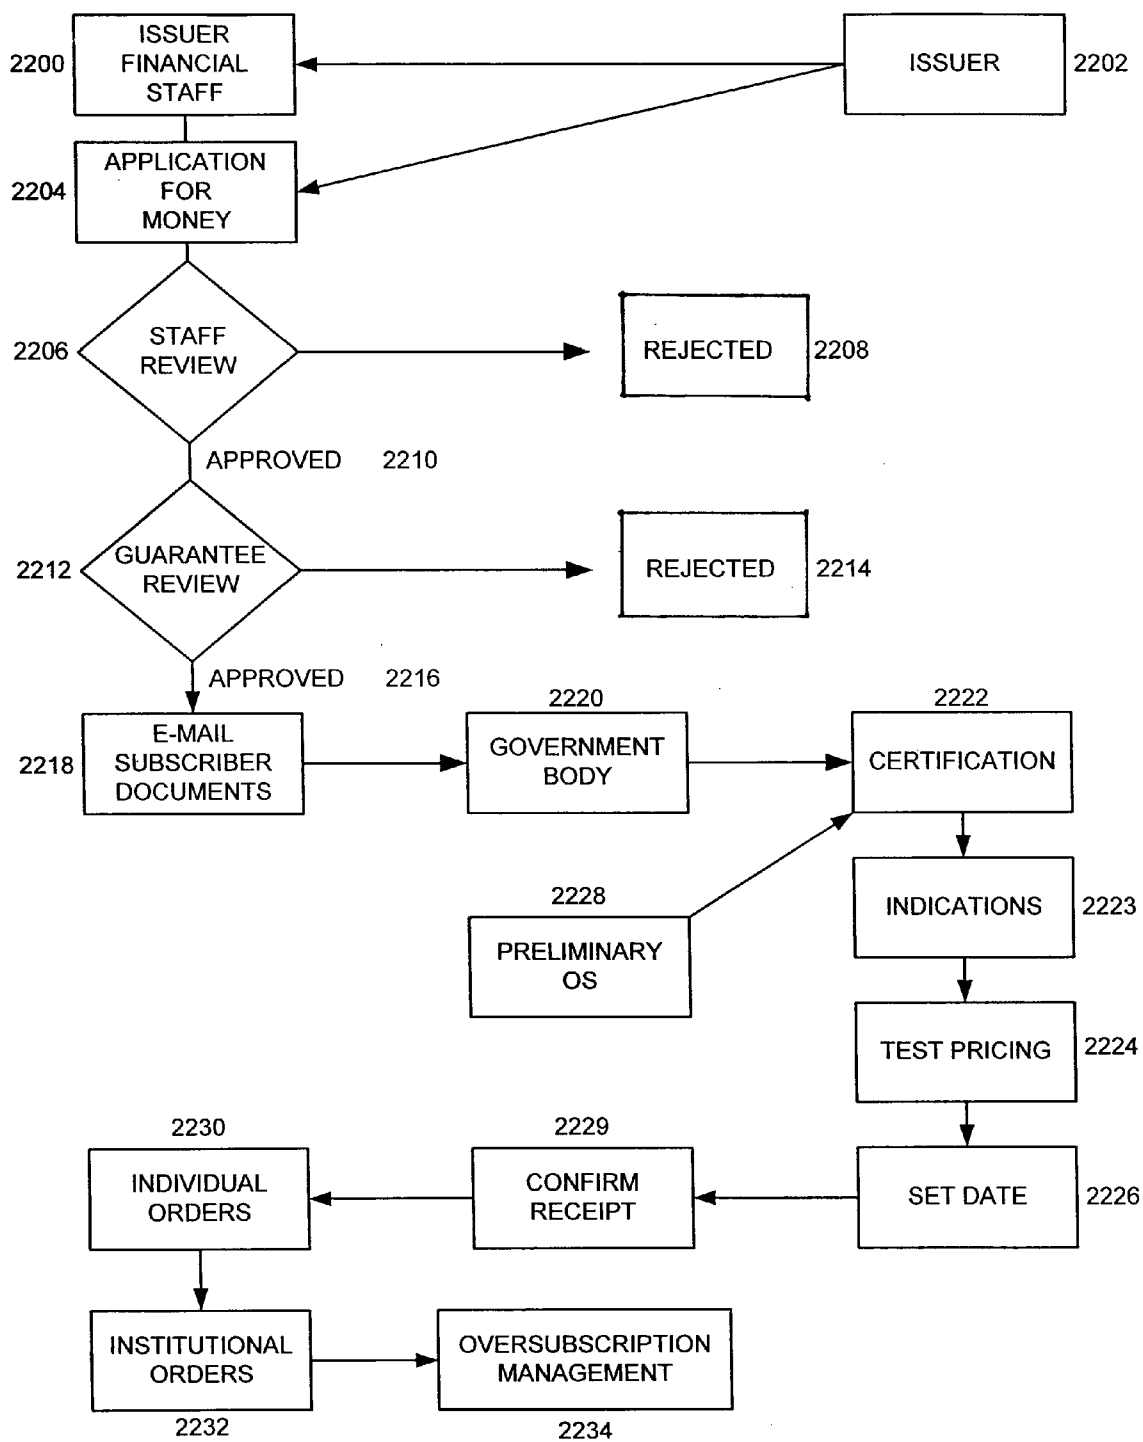 ISSUER
FINANCIAL
STAFF
2200
ISSUER
2202
APPLICATION
FOR
MONEY
2204
STAFF
REVIEW
2206
REJECTED
2208
APPROVED 2210
GUARANTEE
REVIEW
2212
REJECTED
2214
APPROVED 2216
E-MAIL
SUBSCRIBER
DOCUMENTS
2218
2220
GOVERNMENT
BODY
2222
CERTIFICATION
2228
PRELIMINARY
OS
INDICATIONS
2223
TEST PRICING
2224
2230
INDIVIDUAL
ORDERS
2229
CONFIRM
RECEIPT
SET DATE
2226
INSTITUTIONAL
ORDERS
2232
OVERSUBSCRIPTION
MANAGEMENT
2234